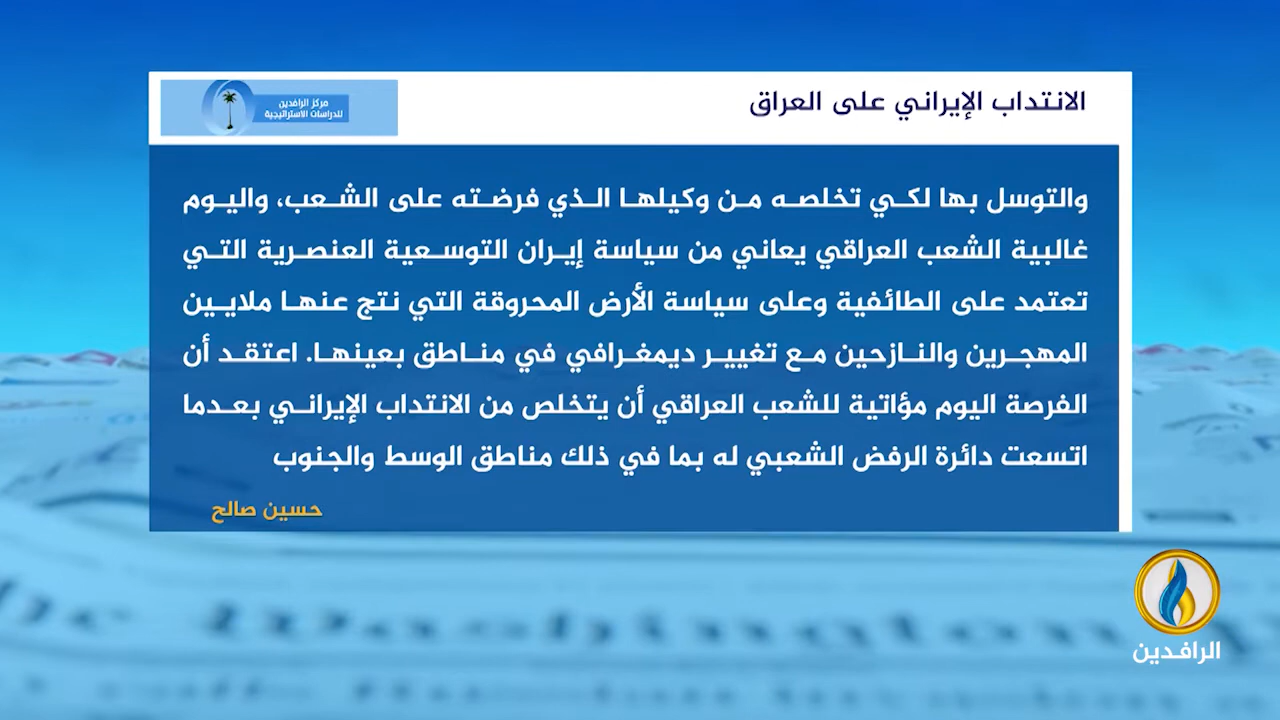 الانتداب الإيراني على العراق
مركز الرافدين
للدراسات الاستراتيجية
والتوسل بها لكي تخلصه من وكيلها الذي فرضته على الشعب، واليوم
غالبية الشعب العراقي يعاني من سياسة إيران التوسعية العنصرية التي
تعتمد على الطائفية وعلى سياسة الأرض المحروقة التي نتج عنها ملايين
المهجرين والنازحين مع تغيير ديمغرافي في مناطق بعينها. اعتقد أن
الفرصة اليوم مؤاتية للشعب العراقي أن يتخلص من الانتداب الإيراني بعدما
اتسعت دائرة الرفض الشعبي له بما في ذلك مناطق الوسط والجنوب
حسين صالح
الرافدين